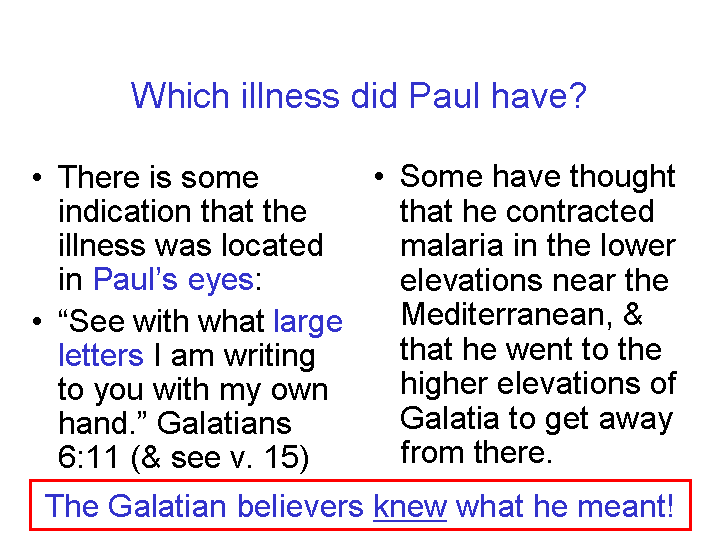 Which illness did Paul have?
• There is some
indication that the
illness was located
in Paul’s eyes:
• “See with what large
letters I am writing
to you with my own
hand.” Galatians
6:11 (& see v. 15)
• Some have thought
that he contracted
malaria in the lower
elevations near the
Mediterranean, &
that he went to the
higher elevations of
Galatia to get away
from there.
The Galatian believers knew what he meant!